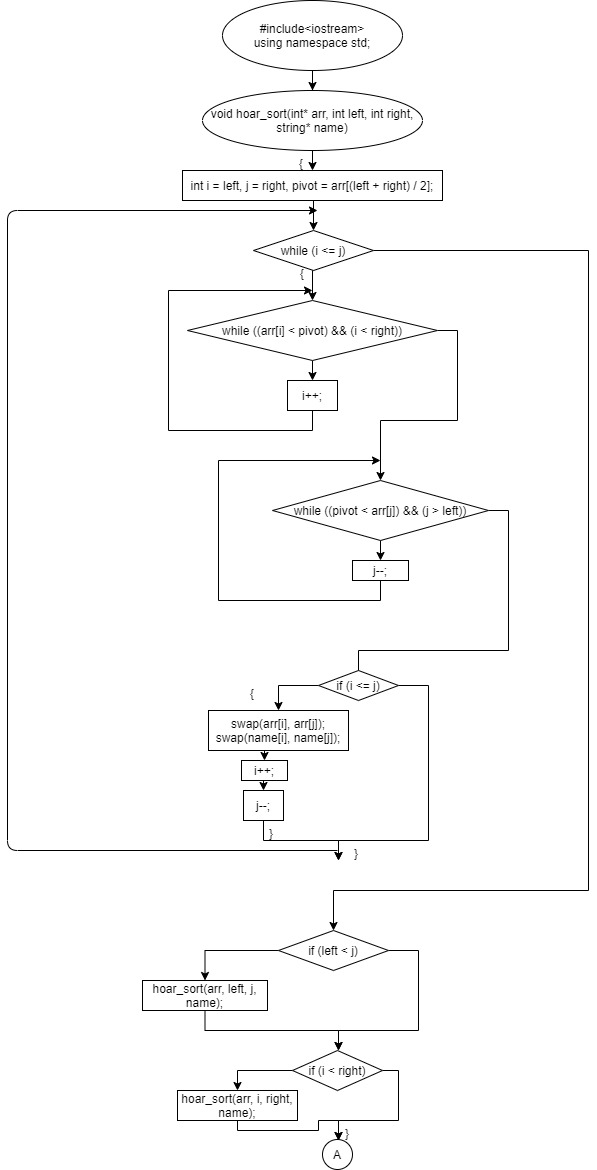 #include<iostream>
using namespace std;
void hoar_sort(int* arr, int left, int right,
string* name)
{
int i = left, j = right, pivot = arr[(left + right) / 2];
while (i <= j)
{
while ((arr[i] < pivot) && (i < right))
i++;
while ((pivot < arr[j]) && (j > left))
j--;
if (i <= j)
{
swap(arr[i], arr[j]);
swap(name[i], name[j]);
i++;
j--;
}
}
if (left < j)
hoar_sort(arr, left, j,
name);
if (i < right)
hoar_sort(arr, i, right,
name);
}
A